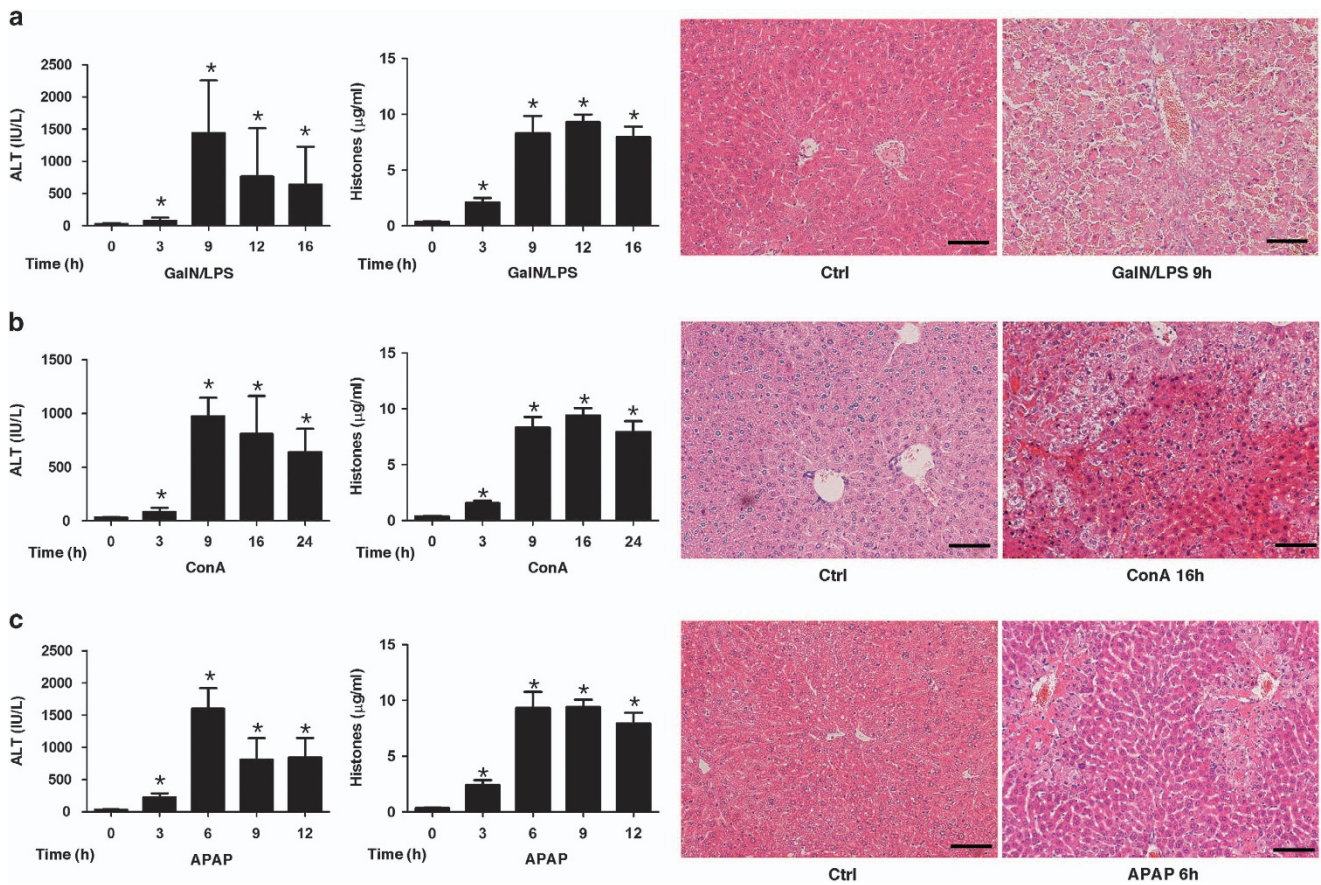 a
ALT (IU/L)
2500
2000
1500
1000
500
0
0 3 9 12 16
Time (h)
GalN/LPS
Histones (µg/ml)
15
10
5
0
0 3 9 12 16
Time (h)
GalN/LPS
* * * *
* * * *
Ctrl
GalN/LPS 9h
b
ALT (IU/L)
1500
1000
500
0
0 3 9 16 24
Time (h)
ConA
Histones (µg/ml)
15
10
5
0
0 3 9 16 24
Time (h)
ConA
* * * *
* * * *
Ctrl
ConA 16h
c
ALT (IU/L)
2500
2000
1500
1000
500
0
0 3 6 9 12
Time (h)
APAP
Histones (µg/ml)
15
10
5
0
0 3 6 9 12
Time (h)
APAP
* * * *
* * * *
Ctrl
APAP 6h